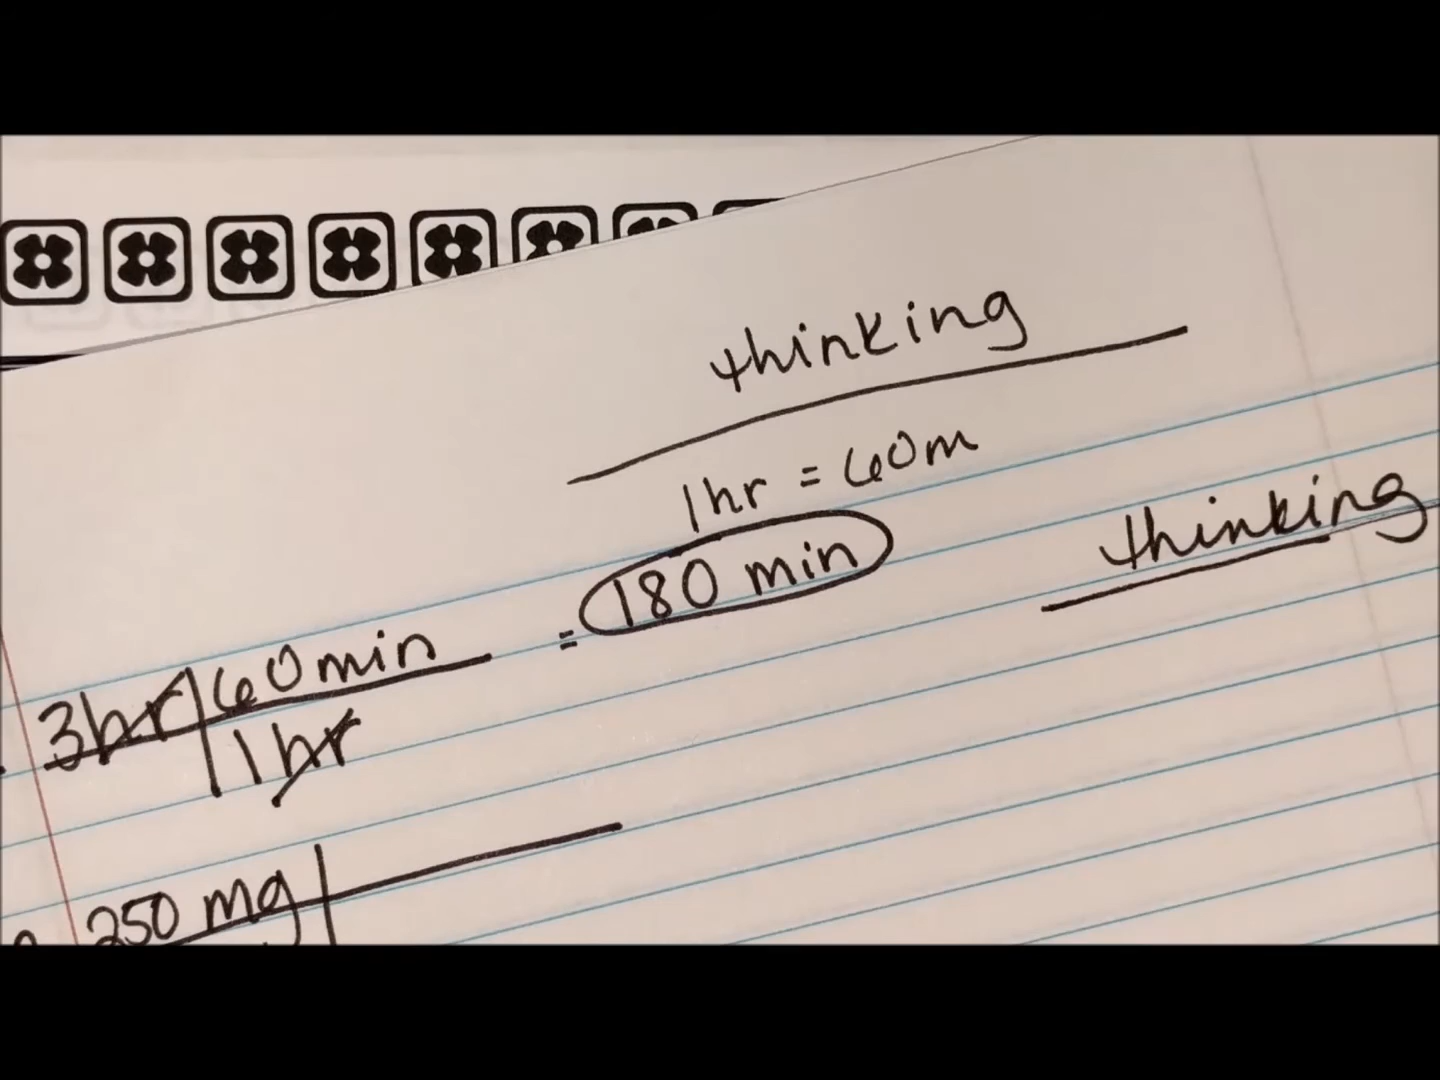 thinking
1hr = 60m
thinking
3hr 60min = 180 min
1hr
250 mg